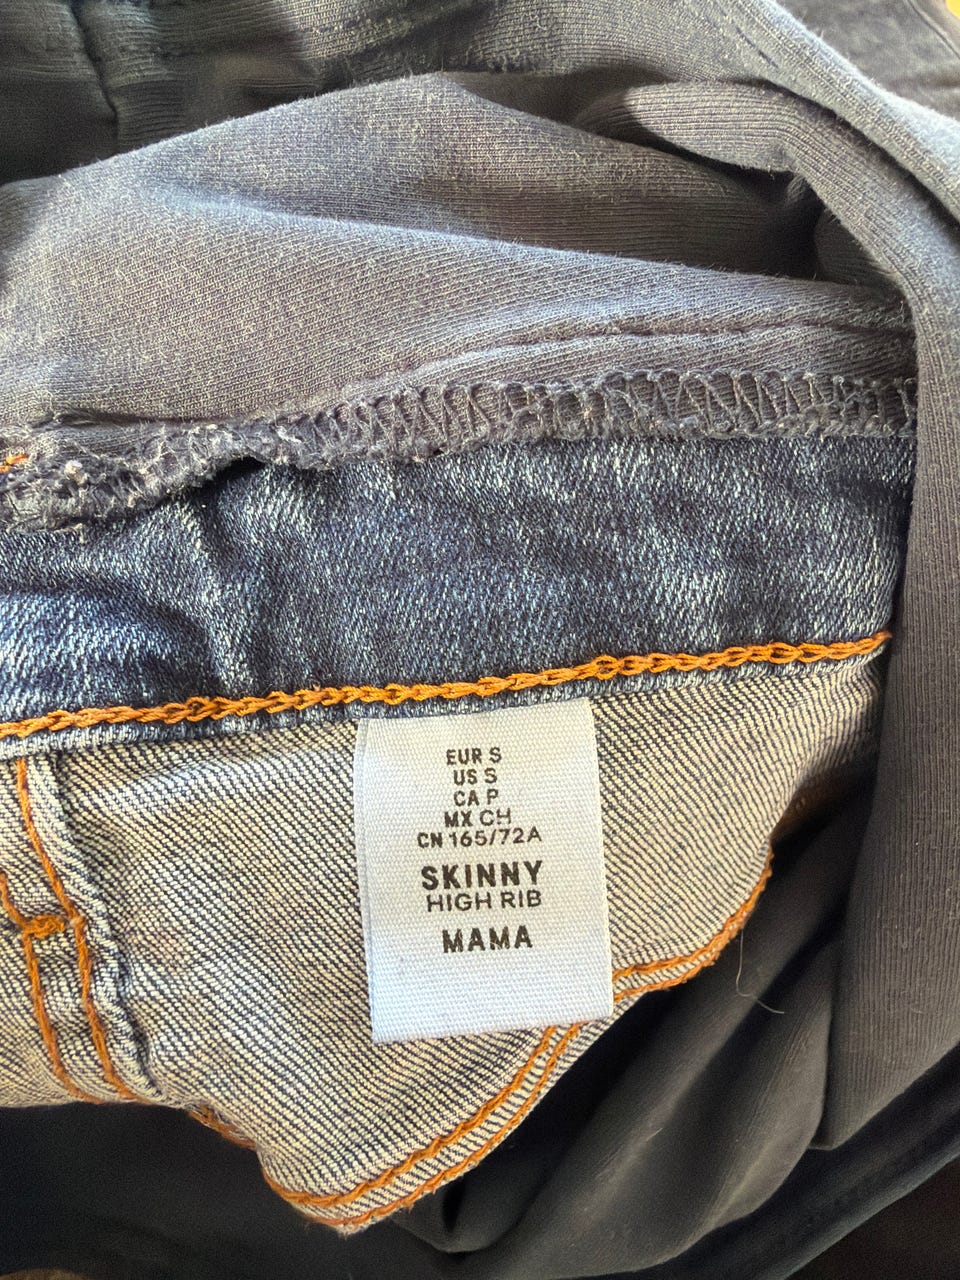 EUR S
US S
CA P
MX CH
CN 165/72A
SKINNY
HIGH RIB
MAMA